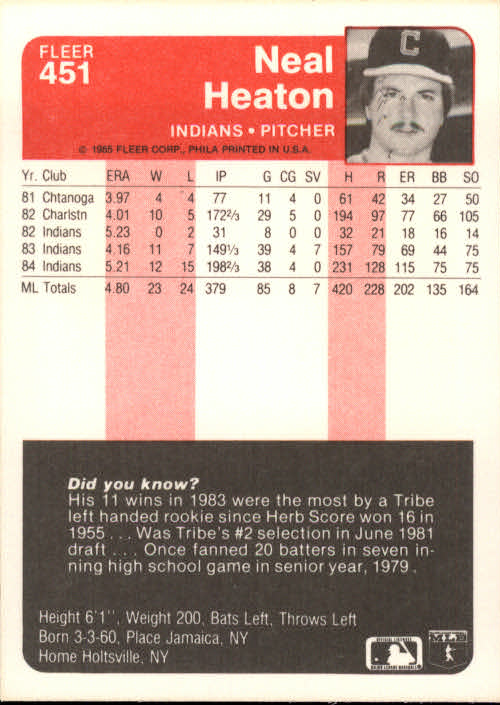 FLEER
451
Neal
Heaton
INDIANS • PITCHER
© 1985 FLEER CORP., PHILA PRINTED IN U.S.A.
C
Yr. Club ERA W L IP G CG SV H R ER BB SO
81 Chtanoga 3.97 4 4 77 11 4 0 61 42 34 27 50
82 Charlstn 4.01 10 5 172⅔ 29 5 0 194 97 77 66 105
82 Indians 5.23 0 2 31 8 0 0 32 21 18 16 14
83 Indians 4.16 11 7 149⅓ 39 4 7 157 79 69 44 75
84 Indians 5.21 12 15 198⅔ 38 4 0 231 128 115 75 75
ML Totals 4.80 23 24 379 85 8 7 420 228 202 135 164
Did you know?
His 11 wins in 1983 were the most by a Tribe
left handed rookie since Herb Score won 16 in
1955 . . . Was Tribe's #2 selection in June 1981
draft . . . Once fanned 20 batters in seven in-
ning high school game in senior year, 1979.
Height 6'1'', Weight 200, Bats Left, Throws Left
Born 3-3-60, Place Jamaica, NY
Home Holtsville, NY